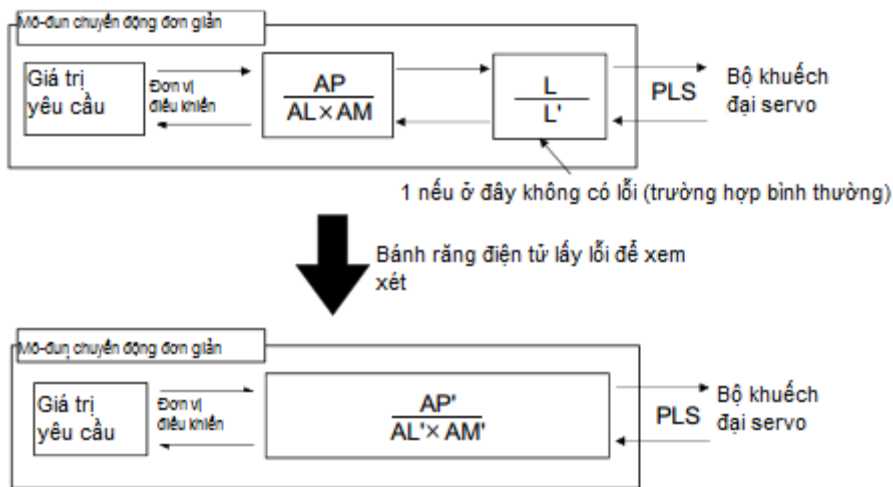 Mô-đun chuyển động đơn giản
Giá trị
yêu cầu
Đơn vị
điều khiển
AP
AL×AM
L
L'
PLS
Bộ khuếch
đại servo
1 nếu ở đây không có lỗi (trường hợp bình thường)
Bánh răng điện tử lấy lỗi để xem
xét
Mô-đun chuyển động đơn giản
Giá trị
yêu cầu
Đơn vị
điều khiển
AP'
AL'×AM'
PLS
Bộ khuếch
đại servo